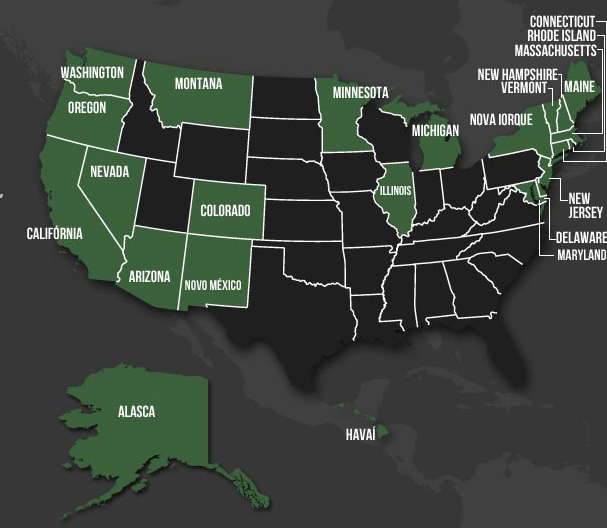 CONNECTICUT
RHODE ISLAND
MASSACHUSETTS
WASHINGTON
MONTANA
NEW HAMPSHIRE
VERMONT
MAINE
OREGON
MINNESOTA
NOVA IORQUE
MICHIGAN
NEVADA
ILLINOIS
COLORADO
NEW
JERSEY
CALIFÓRNIA
DELAWARE
MARYLAND
ARIZONA
NOVO MÉXICO
ALASCA
HAVAÍ